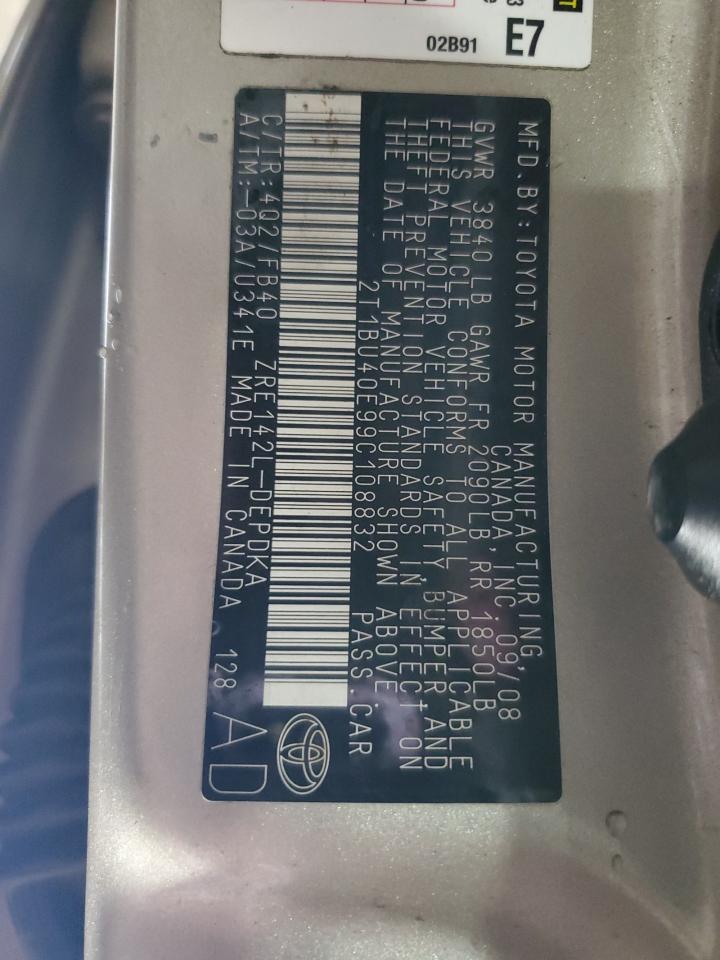 02B91 E7
MFD. BY:TOYOTA MOTOR MANUFACTURING,
CANADA, INC. 09/08
GVWR 3840LB GAWR FR 2090LB, RR 1850LB
THIS VEHICLE CONFORMS TO ALL APPLICABLE
FEDERAL MOTOR VEHICLE SAFETY, BUMPER, AND
THEFT PREVENTION STANDARDS IN EFFECT ON
THE DATE OF MANUFACTURE SHOWN ABOVE.
2T1BU40E99C108832 PASS.CAR
C/TR:4Q2/FB40 ZRE142L-DEPDKA
A/TM:-03A/U341E MADE IN CANADA 128
AD